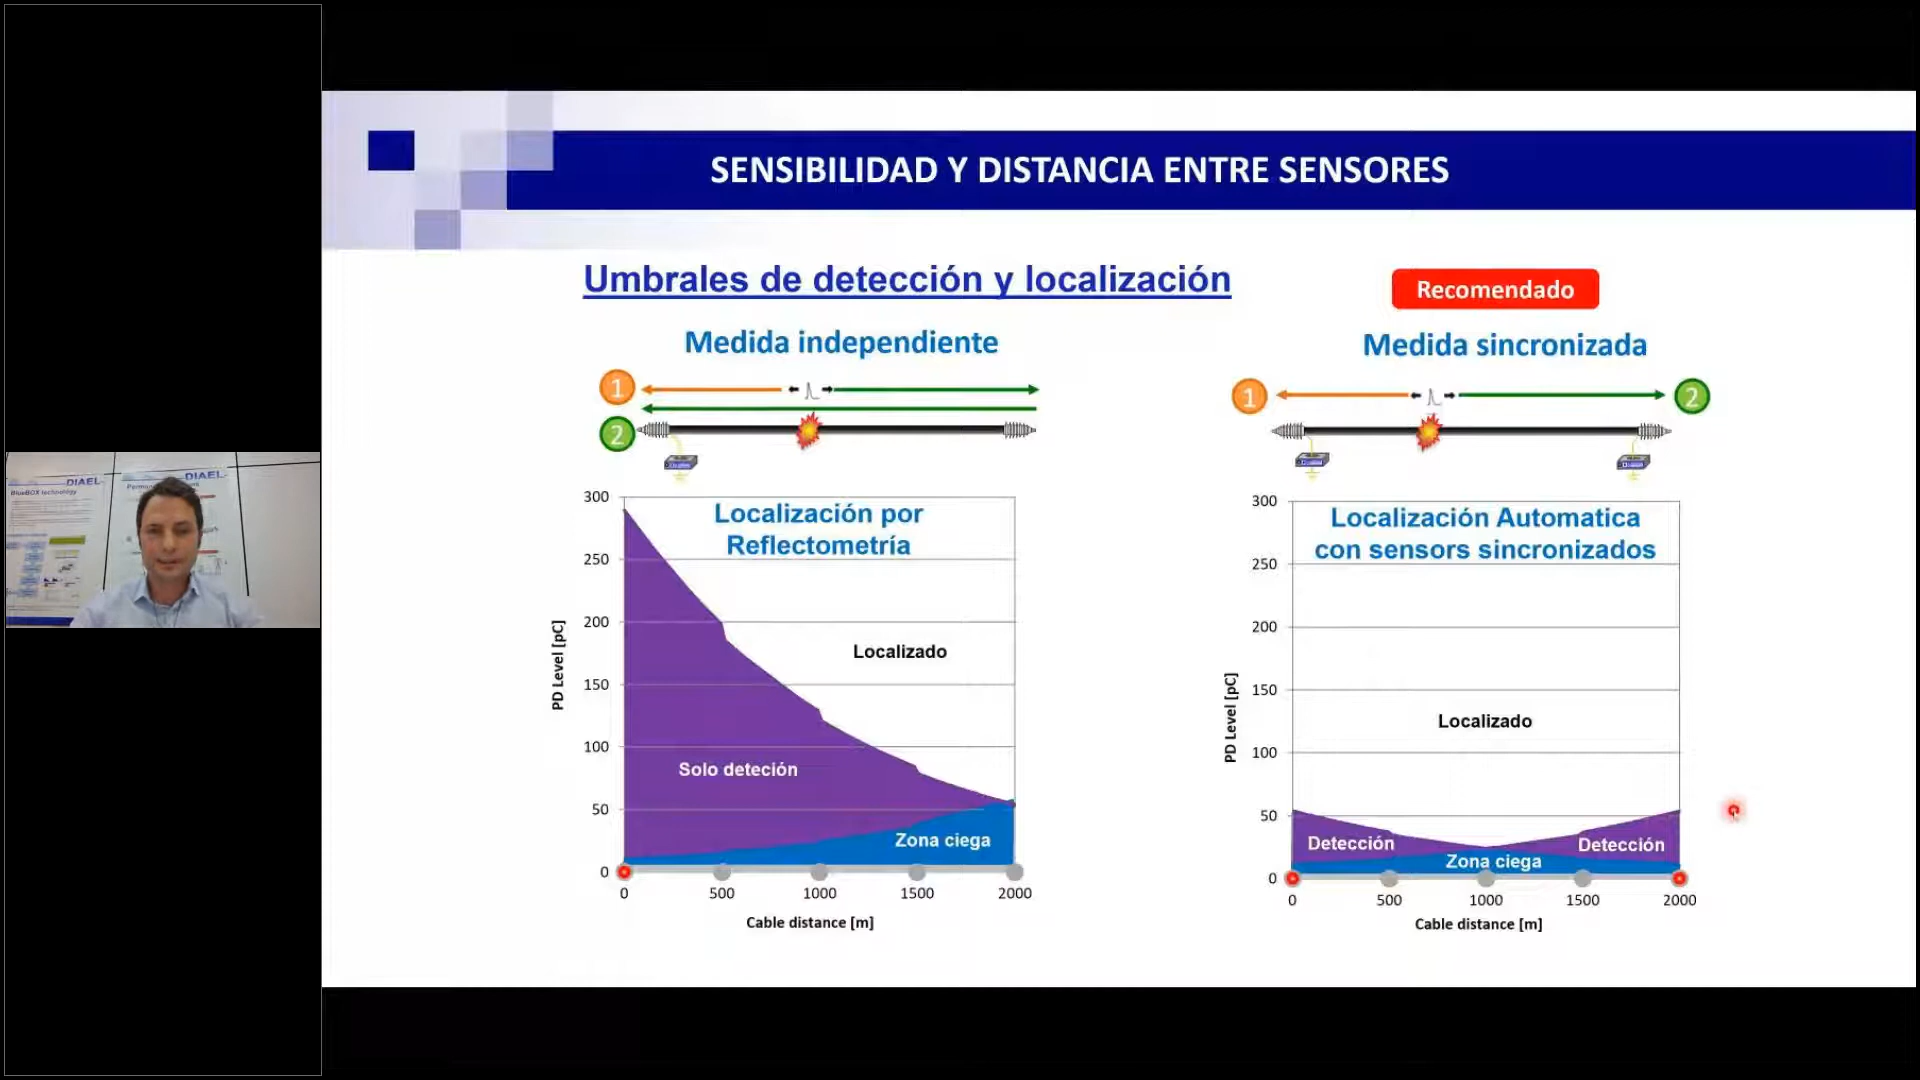 SENSIBILIDAD Y DISTANCIA ENTRE SENSORES
Umbrales de detección y localización
Recomendado
Medida independiente
1
2
300
250
200
150
100
50
0
PD Level [pC]
Localización por
Reflectometría
Localizado
Solo deteción
Zona ciega
0 500 1000 1500 2000
Cable distance [m]
Medida sincronizada
1
2
300
250
200
150
100
50
0
PD Level [pC]
Localización Automatica
con sensors sincronizados
Localizado
Detección
Zona ciega
Detección
0 500 1000 1500 2000
Cable distance [m]
DIAEL
BlueBOX technology
DIAEL